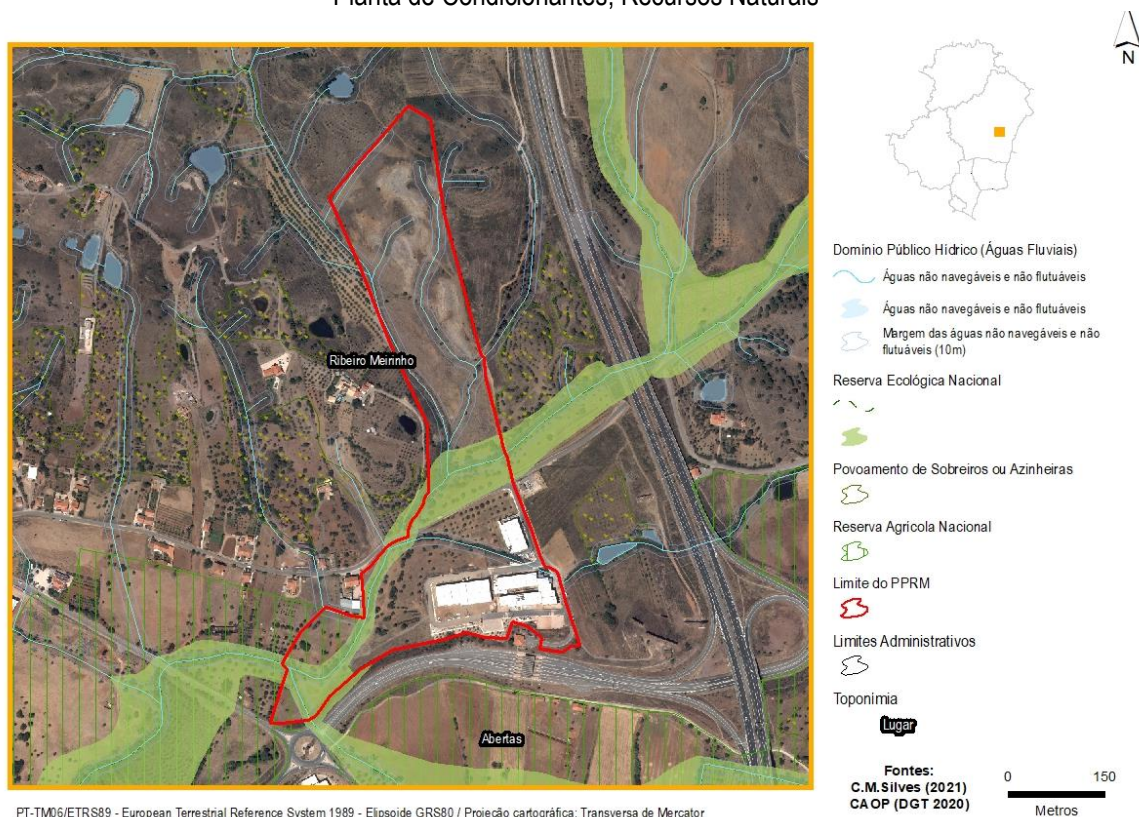 Planta de Condicionantes, Recursos Naturais
N
Ribeiro Meirinho
Abertas
Domínio Público Hídrico (Águas Fluviais)
Águas não navegáveis e não flutuáveis
Águas não navegáveis e não flutuáveis
Margem das águas não navegáveis e não
flutuáveis (10m)
Reserva Ecológica Nacional
Povoamento de Sobreiros ou Azinheiras
Reserva Agrícola Nacional
Limite do PPRM
Limites Administrativos
Toponímia
Lugar
Fontes:
C.M.Silves (2021)
CAOP (DGT 2020)
0 150
Metros
PT-TM06/ETRS89 - European Terrestrial Reference System 1989 - Elipsoide GRS80 / Projeção cartográfica: Transversa de Mercator